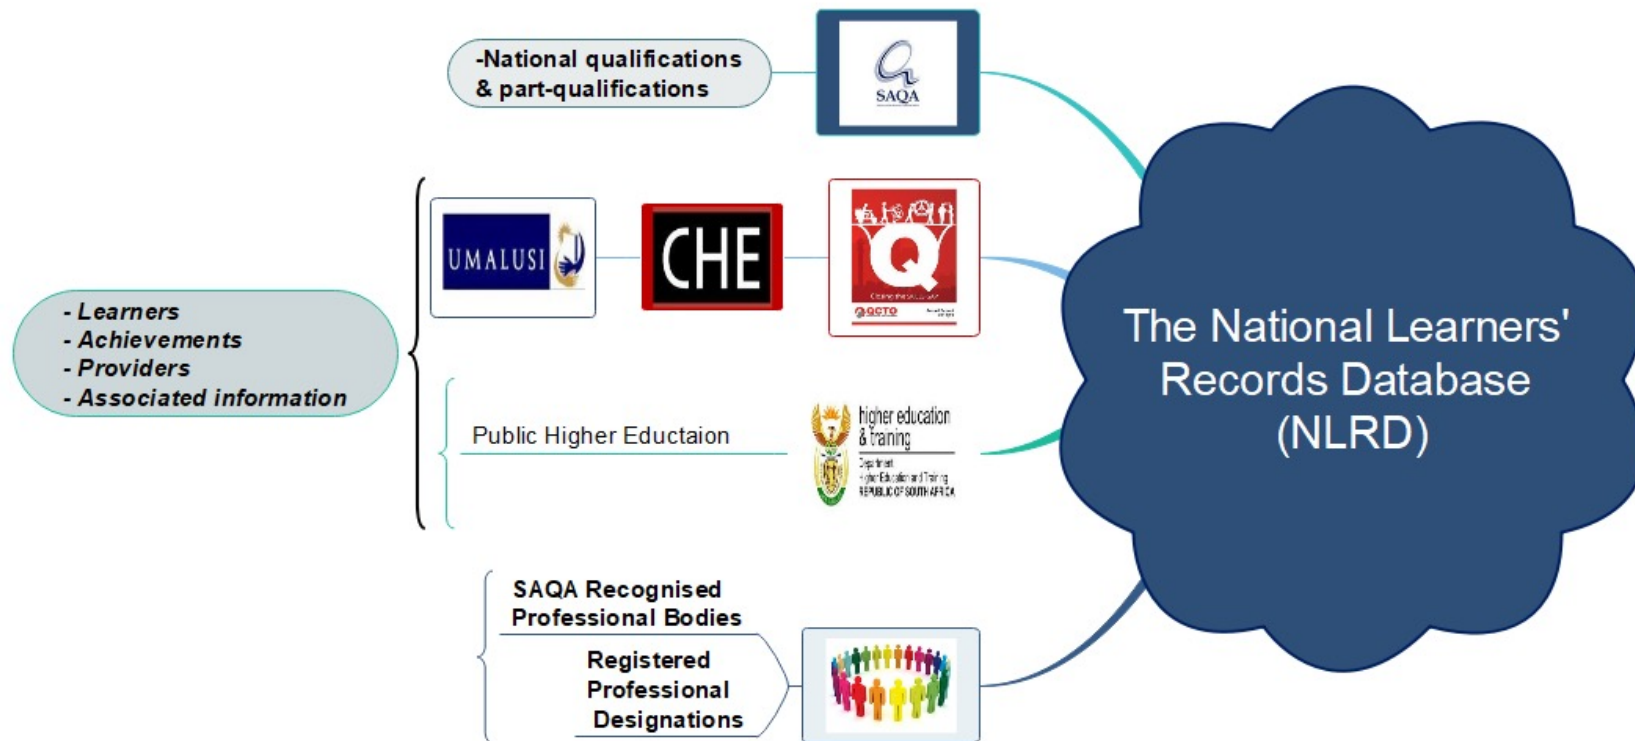 -National qualifications
& part-qualifications
SAQA
UMALUSI
CHE
Q
QCTO
- Learners
- Achievements
- Providers
- Associated information
Public Higher Eductaion
higher education
& training
Department:
Higher Education and Training
REPUBLIC OF SOUTH AFRICA
SAQA Recognised
Professional Bodies
Registered
Professional
Designations
The National Learners'
Records Database
(NLRD)